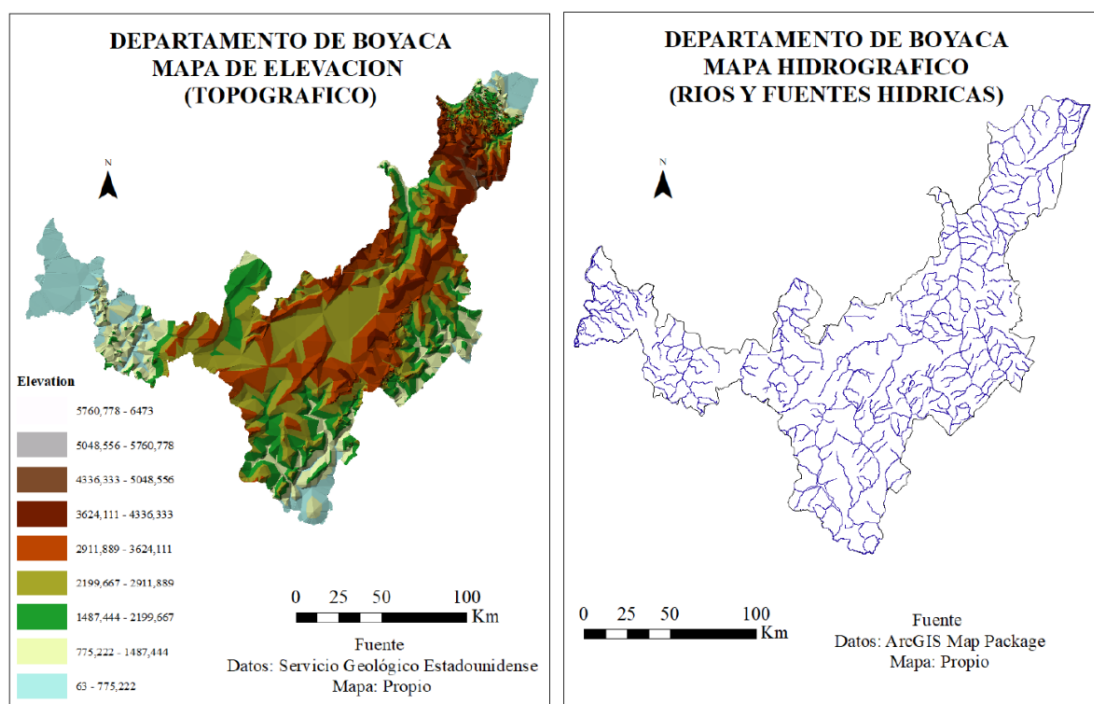 DEPARTAMENTO DE BOYACA
MAPA DE ELEVACION
(TOPOGRAFICO)
N
Elevation
5760,778 - 6473
5048,556 - 5760,778
4336,333 - 5048,556
3624,111 - 4336,333
2911,889 - 3624,111
2199,667 - 2911,889
1487,444 - 2199,667
775,222 - 1487,444
63 - 775,222
0 25 50 100
Km
Fuente
Datos: Servicio Geológico Estadounidense
Mapa: Propio
DEPARTAMENTO DE BOYACA
MAPA HIDROGRAFICO
(RIOS Y FUENTES HIDRICAS)
N
0 25 50 100
Km
Fuente
Datos: ArcGIS Map Package
Mapa: Propio